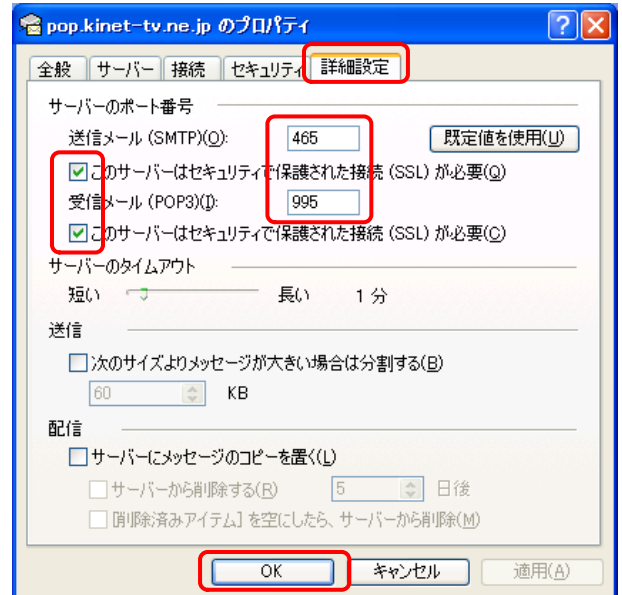 pop.kinet-tv.ne.jp のプロパティ
全般 サーバー 接続 セキュリティ 詳細設定
サーバーのポート番号
送信メール (SMTP)(O): 465 既定値を使用(U)
このサーバーはセキュリティで保護された接続 (SSL) が必要(Q)
受信メール (POP3)(I): 995
このサーバーはセキュリティで保護された接続 (SSL) が必要(C)
サーバーのタイムアウト
短い 長い 1 分
送信
次のサイズよりメッセージが大きい場合は分割する(B)
60 KB
配信
サーバーにメッセージのコピーを置く(L)
サーバーから削除する(R) 5 日後
[削除済みアイテム] を空にしたら、サーバーから削除(M)
OK キャンセル 適用(A)